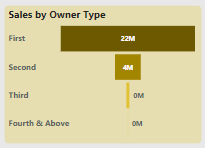 Sales by Owner Type
First 22M
Second 4M
Third 0M
Fourth & Above 0M